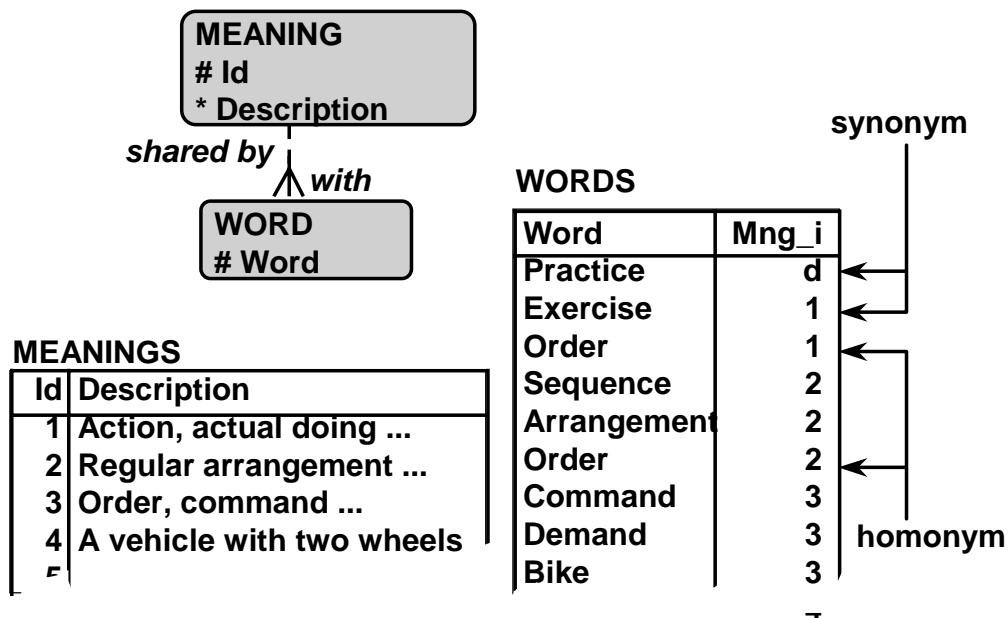 MEANING
# Id
* Description
shared by
with
WORD
# Word
synonym
homonym
WORDS
Word Mng_i
Practice d
Exercise 1
Order 1
Sequence 2
Arrangement 2
Order 2
Command 3
Demand 3
Bike 3
MEANINGS
Id Description
1 Action, actual doing ...
2 Regular arrangement ...
3 Order, command ...
4 A vehicle with two wheels